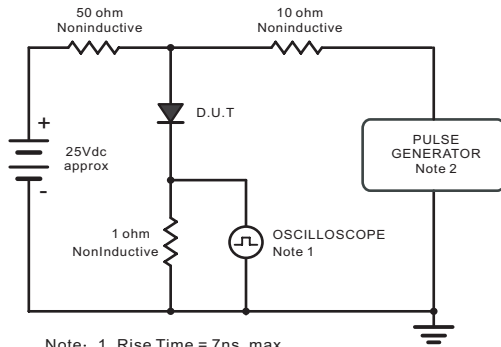 50 ohm
Noninductive
10 ohm
Noninductive
D.U.T
+
25Vdc
approx
-
PULSE
GENERATOR
Note 2
1 ohm
NonInductive
OSCILLOSCOPE
Note 1
Note: 1. Rise Time = 7ns, max.